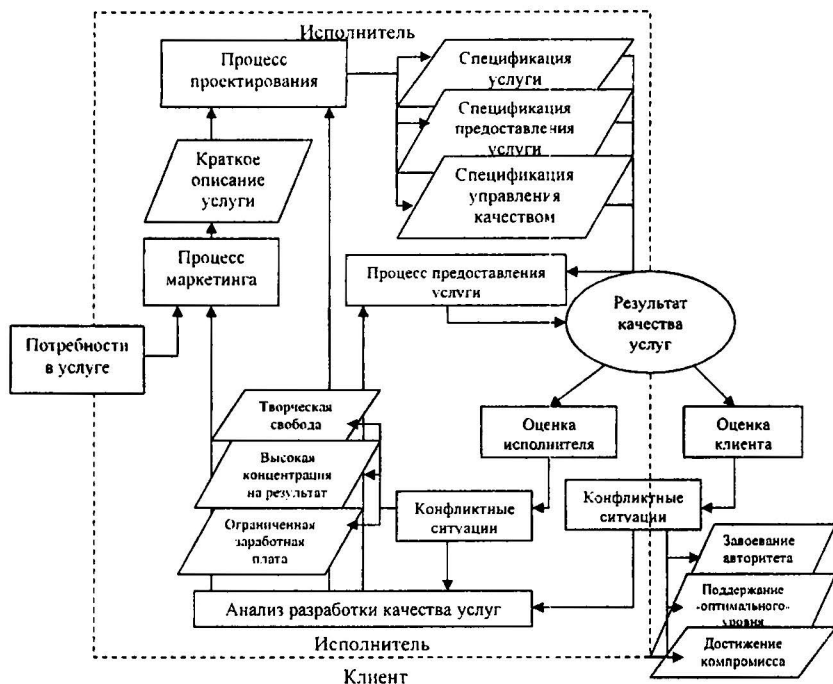 Исполнитель
Процесс
проектирования
Спецификация
услуги
Спецификация
предоставления
услуги
Спецификация
управления
качеством
Краткое
описание
услуги
Процесс
маркетинга
Процесс предоставления
услуги
Результат
качества
услуг
Потребности
в услуге
Творческая
свобода
Высокая
концентрация
на результат
Ограниченная
заработная
плата
Оценка
исполнителя
Оценка
клиента
Конфликтные
ситуации
Конфликтные
ситуации
Завоевание
авторитета
Поддержание
-оптимального-
уровня
Достижение
компромисса
Анализ разработки качества услуг
Исполнитель
Клиент